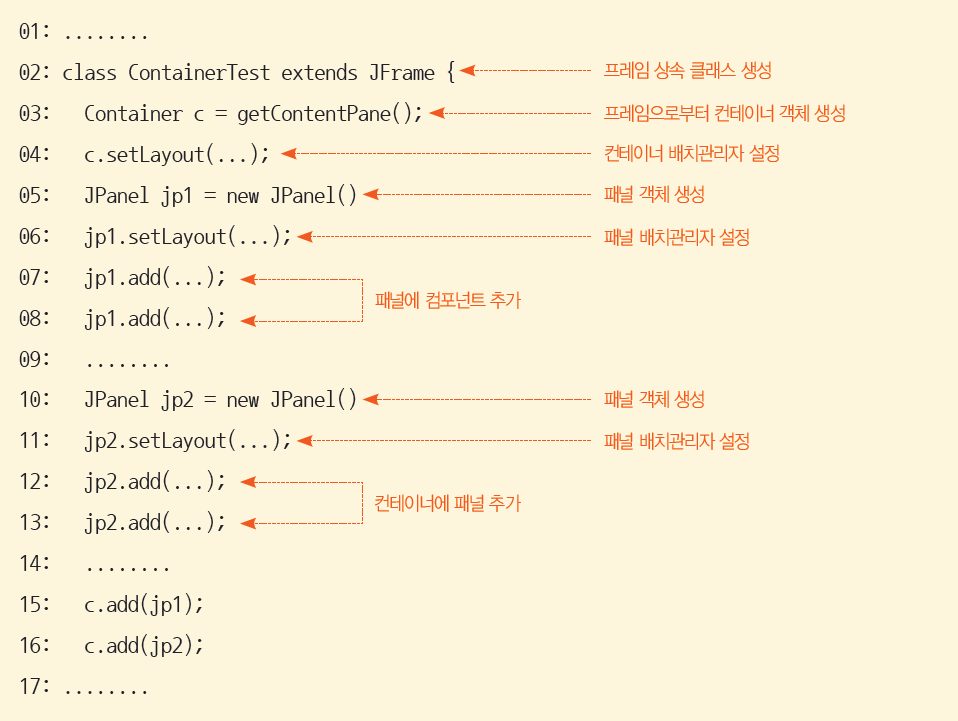 01: ........
02: class ContainerTest extends JFrame { 프레임 상속 클래스 생성
03: Container c = getContentPane(); 프레임으로부터 컨테이너 객체 생성
04: c.setLayout(...); 컨테이너 배치관리자 설정
05: JPanel jp1 = new JPanel() 패널 객체 생성
06: jp1.setLayout(...); 패널 배치관리자 설정
07: jp1.add(...);
패널에 컴포넌트 추가
08: jp1.add(...);
09: ........
10: JPanel jp2 = new JPanel() 패널 객체 생성
11: jp2.setLayout(...); 패널 배치관리자 설정
12: jp2.add(...);
컨테이너에 패널 추가
13: jp2.add(...);
14: ........
15: c.add(jp1);
16: c.add(jp2);
17: ........